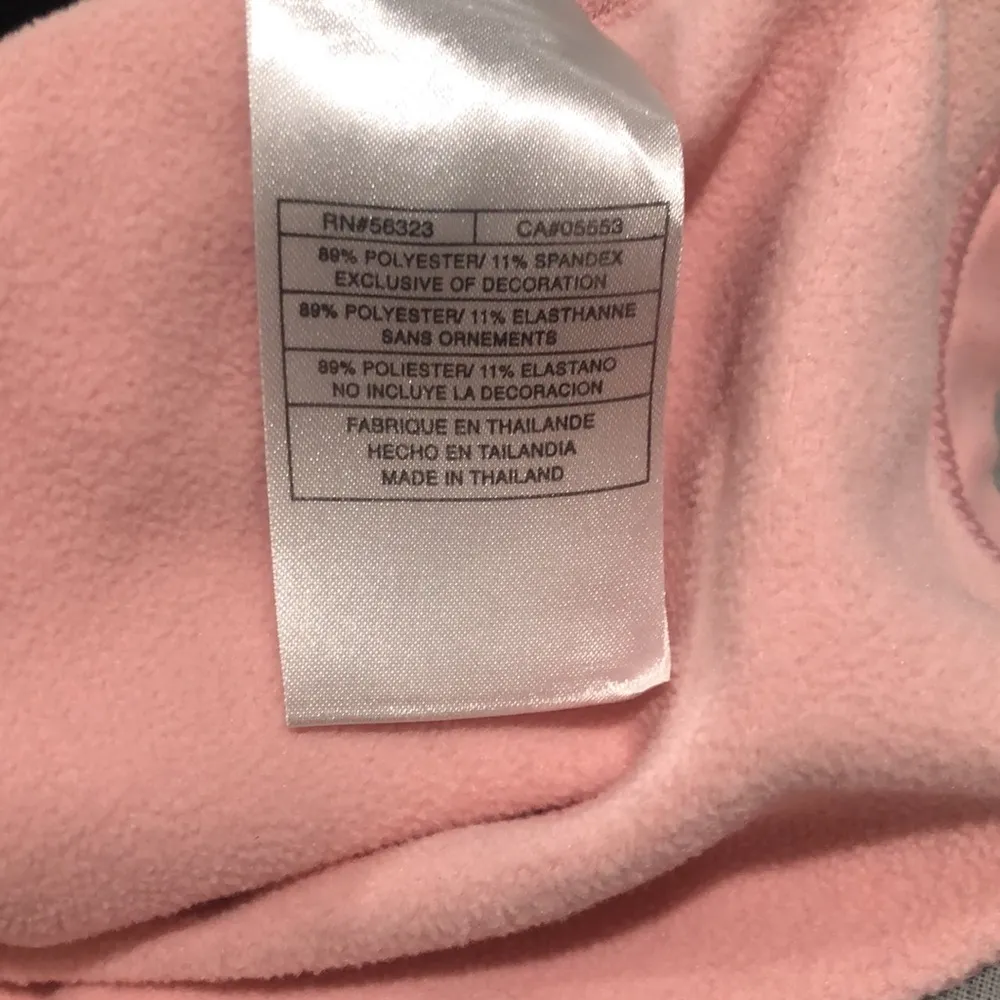 RN#56323 CA#05553
89% POLYESTER/ 11% SPANDEX
EXCLUSIVE OF DECORATION
89% POLYESTER/ 11% ELASTHANNE
SANS ORNEMENTS
89% POLIESTER/ 11% ELASTANO
NO INCLUYE LA DECORACION
FABRIQUE EN THAILANDE
HECHO EN TAILANDIA
MADE IN THAILAND